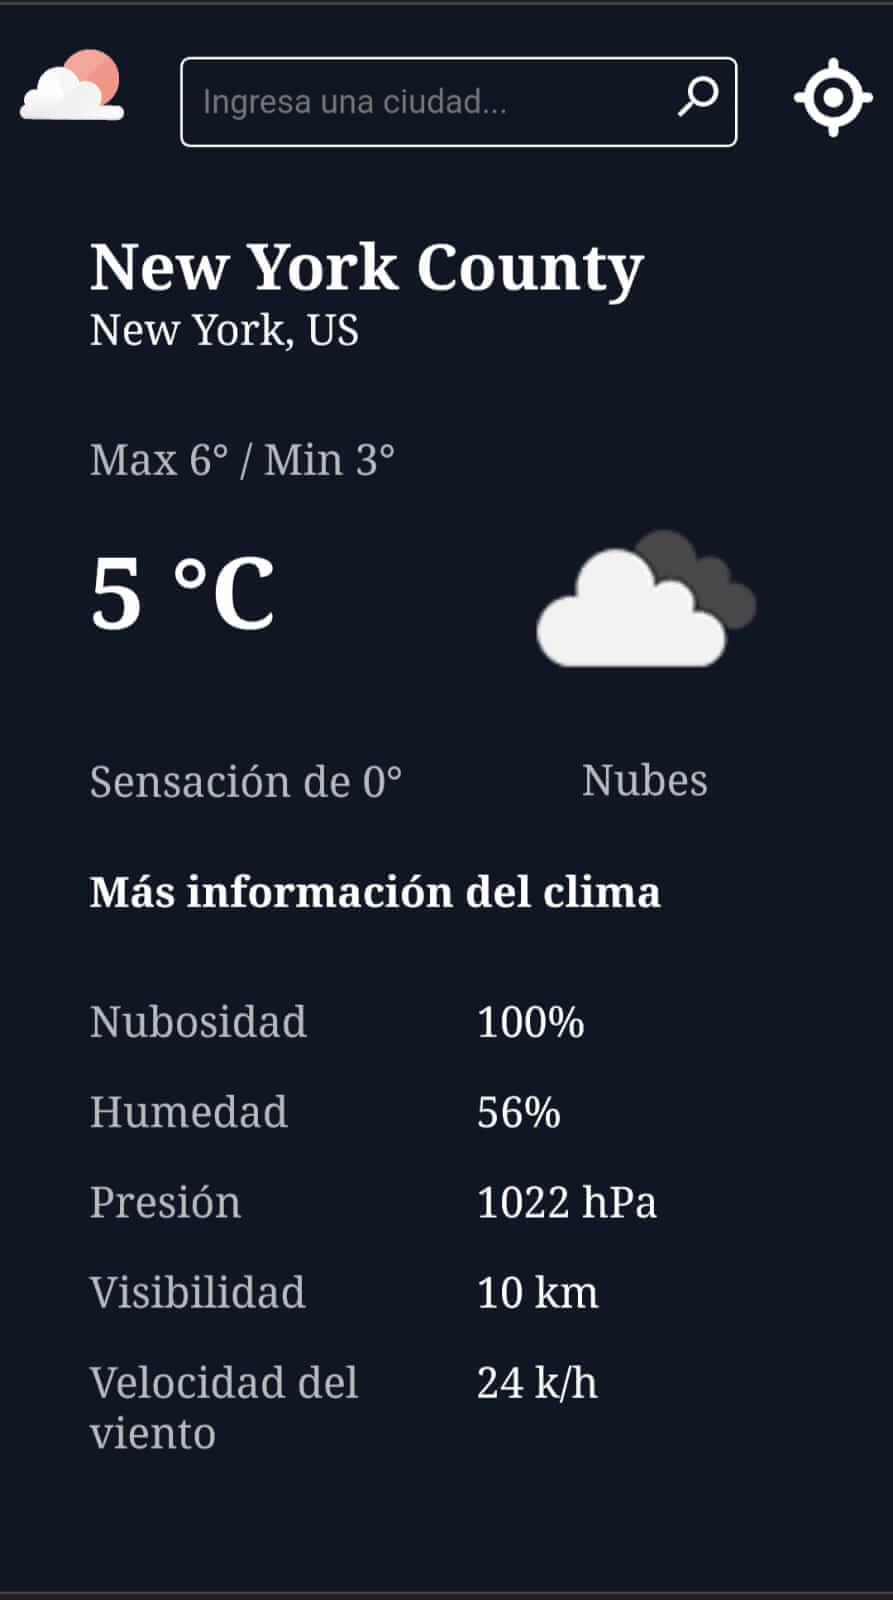 Ingresa una ciudad...
New York County
New York, US
Max 6° / Min 3°
5 °C
Sensación de 0°
Nubes
Más información del clima
Nubosidad 100%
Humedad 56%
Presión 1022 hPa
Visibilidad 10 km
Velocidad del 24 k/h
viento